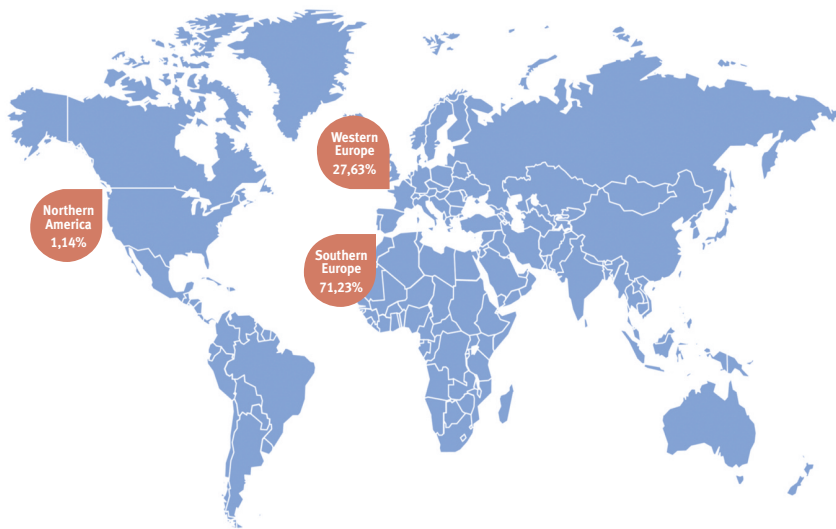 Western
Europe
27,63%
Northern
America
1,14%
Southern
Europe
71,23%